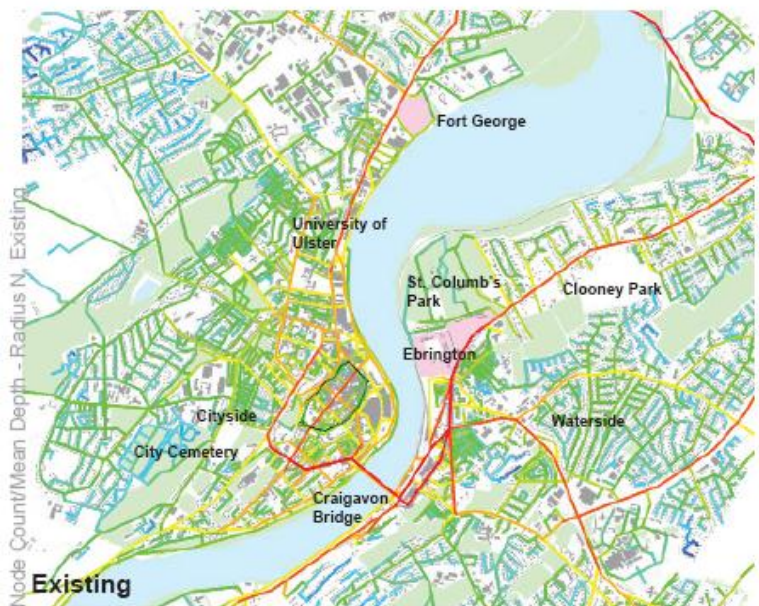 Fort George
University of
Ulster
St. Columb's
Park
Clooney Park
Ebrington
Cityside
Waterside
City Cemetery
Craigavon
Bridge
Existing
Node Count/Mean Depth - Radius N, Existing